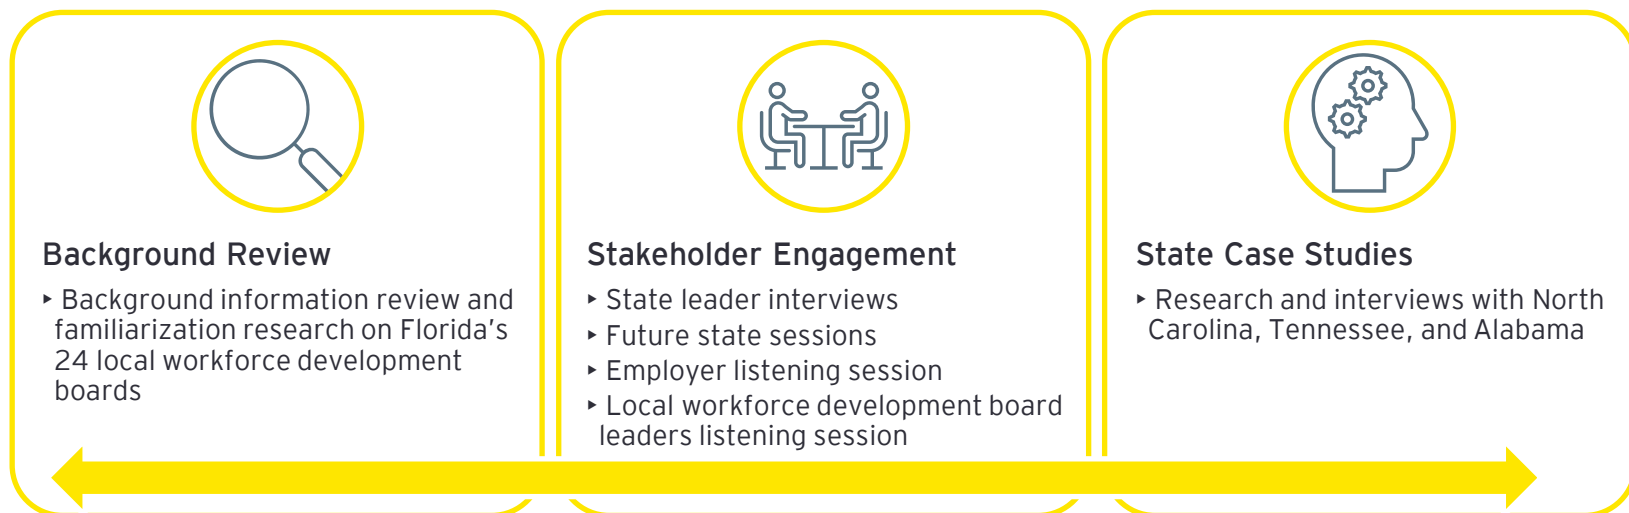 Background Review
‣ Background information review and
familiarization research on Florida’s
24 local workforce development
boards
Stakeholder Engagement
‣ State leader interviews
‣ Future state sessions
‣ Employer listening session
‣ Local workforce development board
leaders listening session
State Case Studies
‣ Research and interviews with North
Carolina, Tennessee, and Alabama